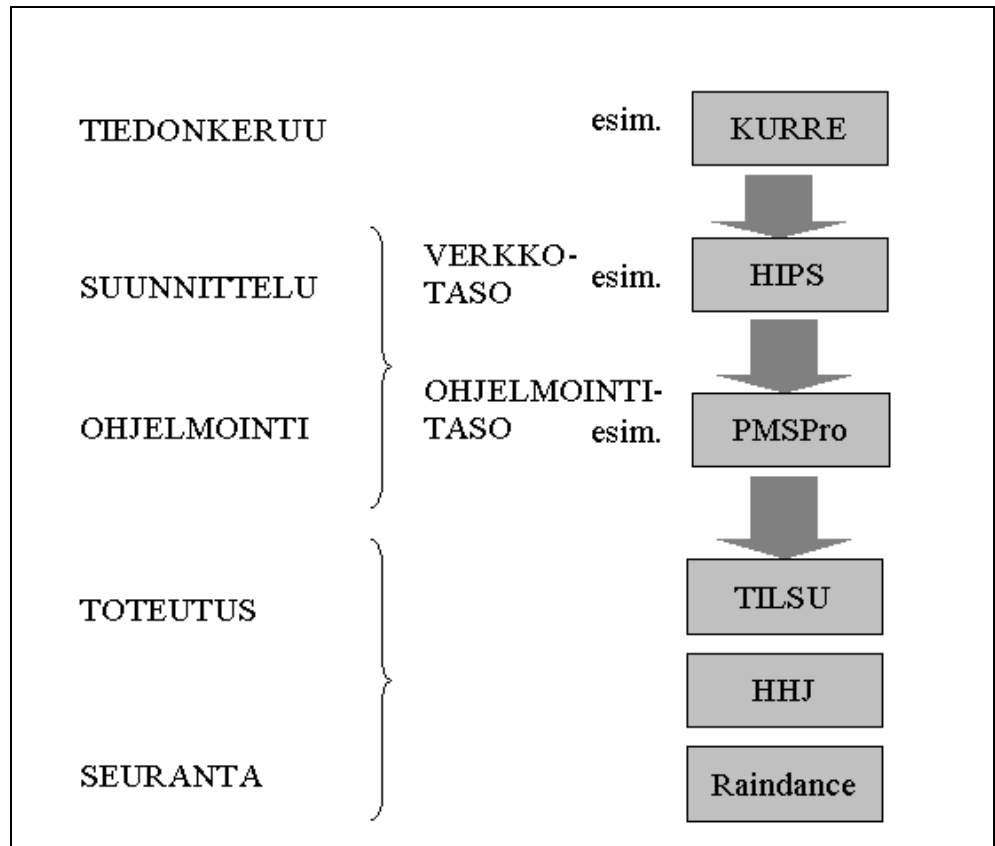 TIEDONKERUU esim. KURRE
SUUNNITTELU VERKKO-
TASO esim. HIPS
OHJELMOINTI OHJELMOINTI-
TASO esim. PMSPro
TOTEUTUS TILSU
HHJ
SEURANTA Raindance